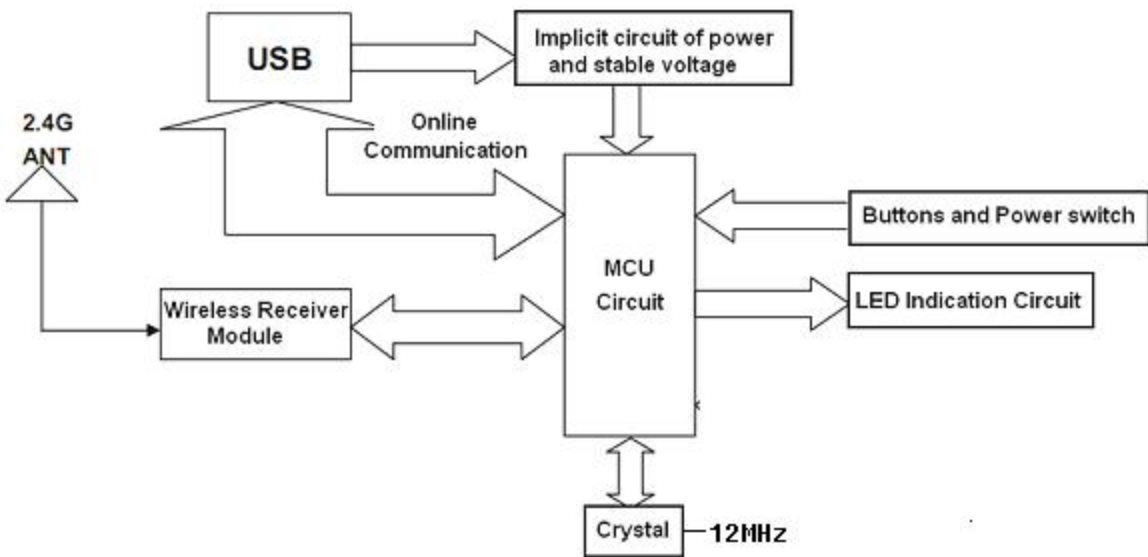 USB
Implicit circuit of power
and stable voltage
2.4G
ANT
Online
Communication
Buttons and Power switch
MCU
Circuit
LED Indication Circuit
Wireless Receiver
Module
Crystal
12MHz